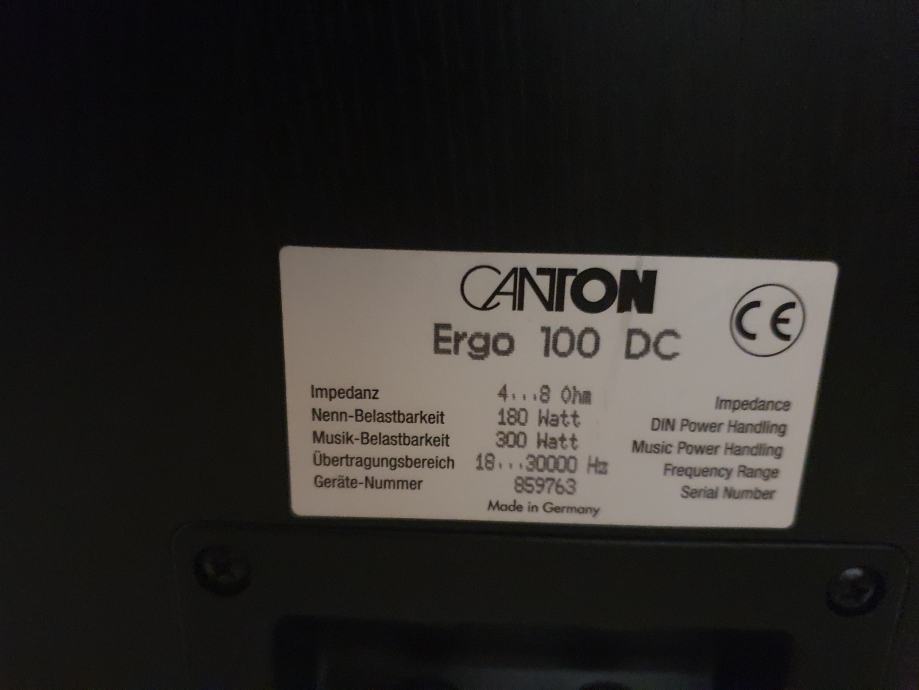 CANTON
Ergo 100 DC
CE
Impedanz 4...8 Ohm Impedance
Nenn-Belastbarkeit 180 Watt DIN Power Handling
Musik-Belastbarkeit 300 Watt Music Power Handling
Übertragungsbereich 18...30000 Hz Frequency Range
Geräte-Nummer 859763 Serial Number
Made in Germany